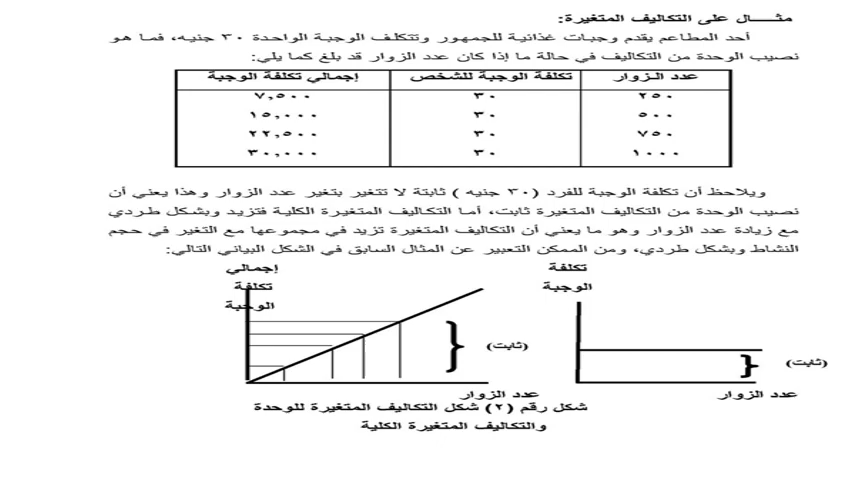 مثـــــال على التكاليف المتغيرة:
أحد المطاعم يقدم وجبات غذائية للجمهور وتتكلف الوجبة الواحدة ٣٠ جنيه، فما هو
نصيب الوحدة من التكاليف في حالة ما إذا كان عدد الزوار قد بلغ كما يلي:
عدد الـزوار تكلفة الوجبة للشخص إجمالي تكلفة الوجبة
٢٥٠ ٣٠ ٧,٥٠٠
٥٠٠ ٣٠ ١٥,٠٠٠
٧٥٠ ٣٠ ٢٢,٥٠٠
١٠٠٠ ٣٠ ٣٠,٠٠٠
ويلاحظ أن تكلفة الوجبة للفرد (٣٠ جنيه ) ثابتة لا تتغير بتغير عدد الزوار وهذا يعني أن
نصيب الوحدة من التكاليف المتغيرة ثابت، أما التكاليف المتغيرة الكلية فتزيد وبشكل طردي
مع زيادة عدد الزوار وهو ما يعني أن التكاليف المتغيرة تزيد في مجموعها مع التغير في حجم
النشاط وبشكل طردي، ومن الممكن التعبير عن المثال السابق في الشكل البياني التالي:
تكلفة
الوجبة
(ثابت)
عدد الزوار
إجمالي
تكلفة
الوجبة
(ثابت)
عدد الزوار
شكل رقم (٢) شكل التكاليف المتغيرة للوحدة
والتكاليف المتغيرة الكلية